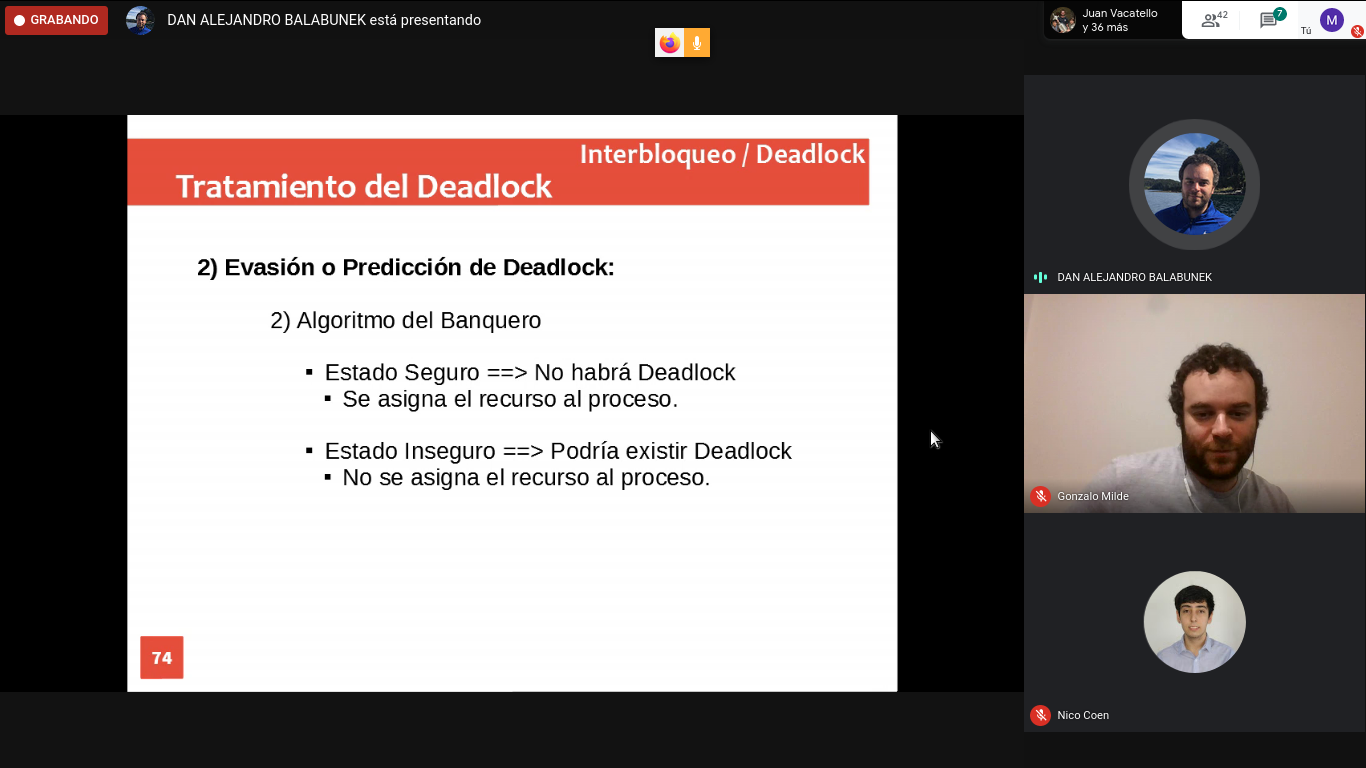 GRABANDO
DAN ALEJANDRO BALABUNEK está presentando
Juan Vacatello
y 36 más
42
7
Tú
M
Interbloqueo / Deadlock
Tratamiento del Deadlock
2) Evasión o Predicción de Deadlock:
2) Algoritmo del Banquero
▪ Estado Seguro ==> No habrá Deadlock
▪ Se asigna el recurso al proceso.
▪ Estado Inseguro ==> Podría existir Deadlock
▪ No se asigna el recurso al proceso.
74
DAN ALEJANDRO BALABUNEK
Gonzalo Milde
Nico Coen